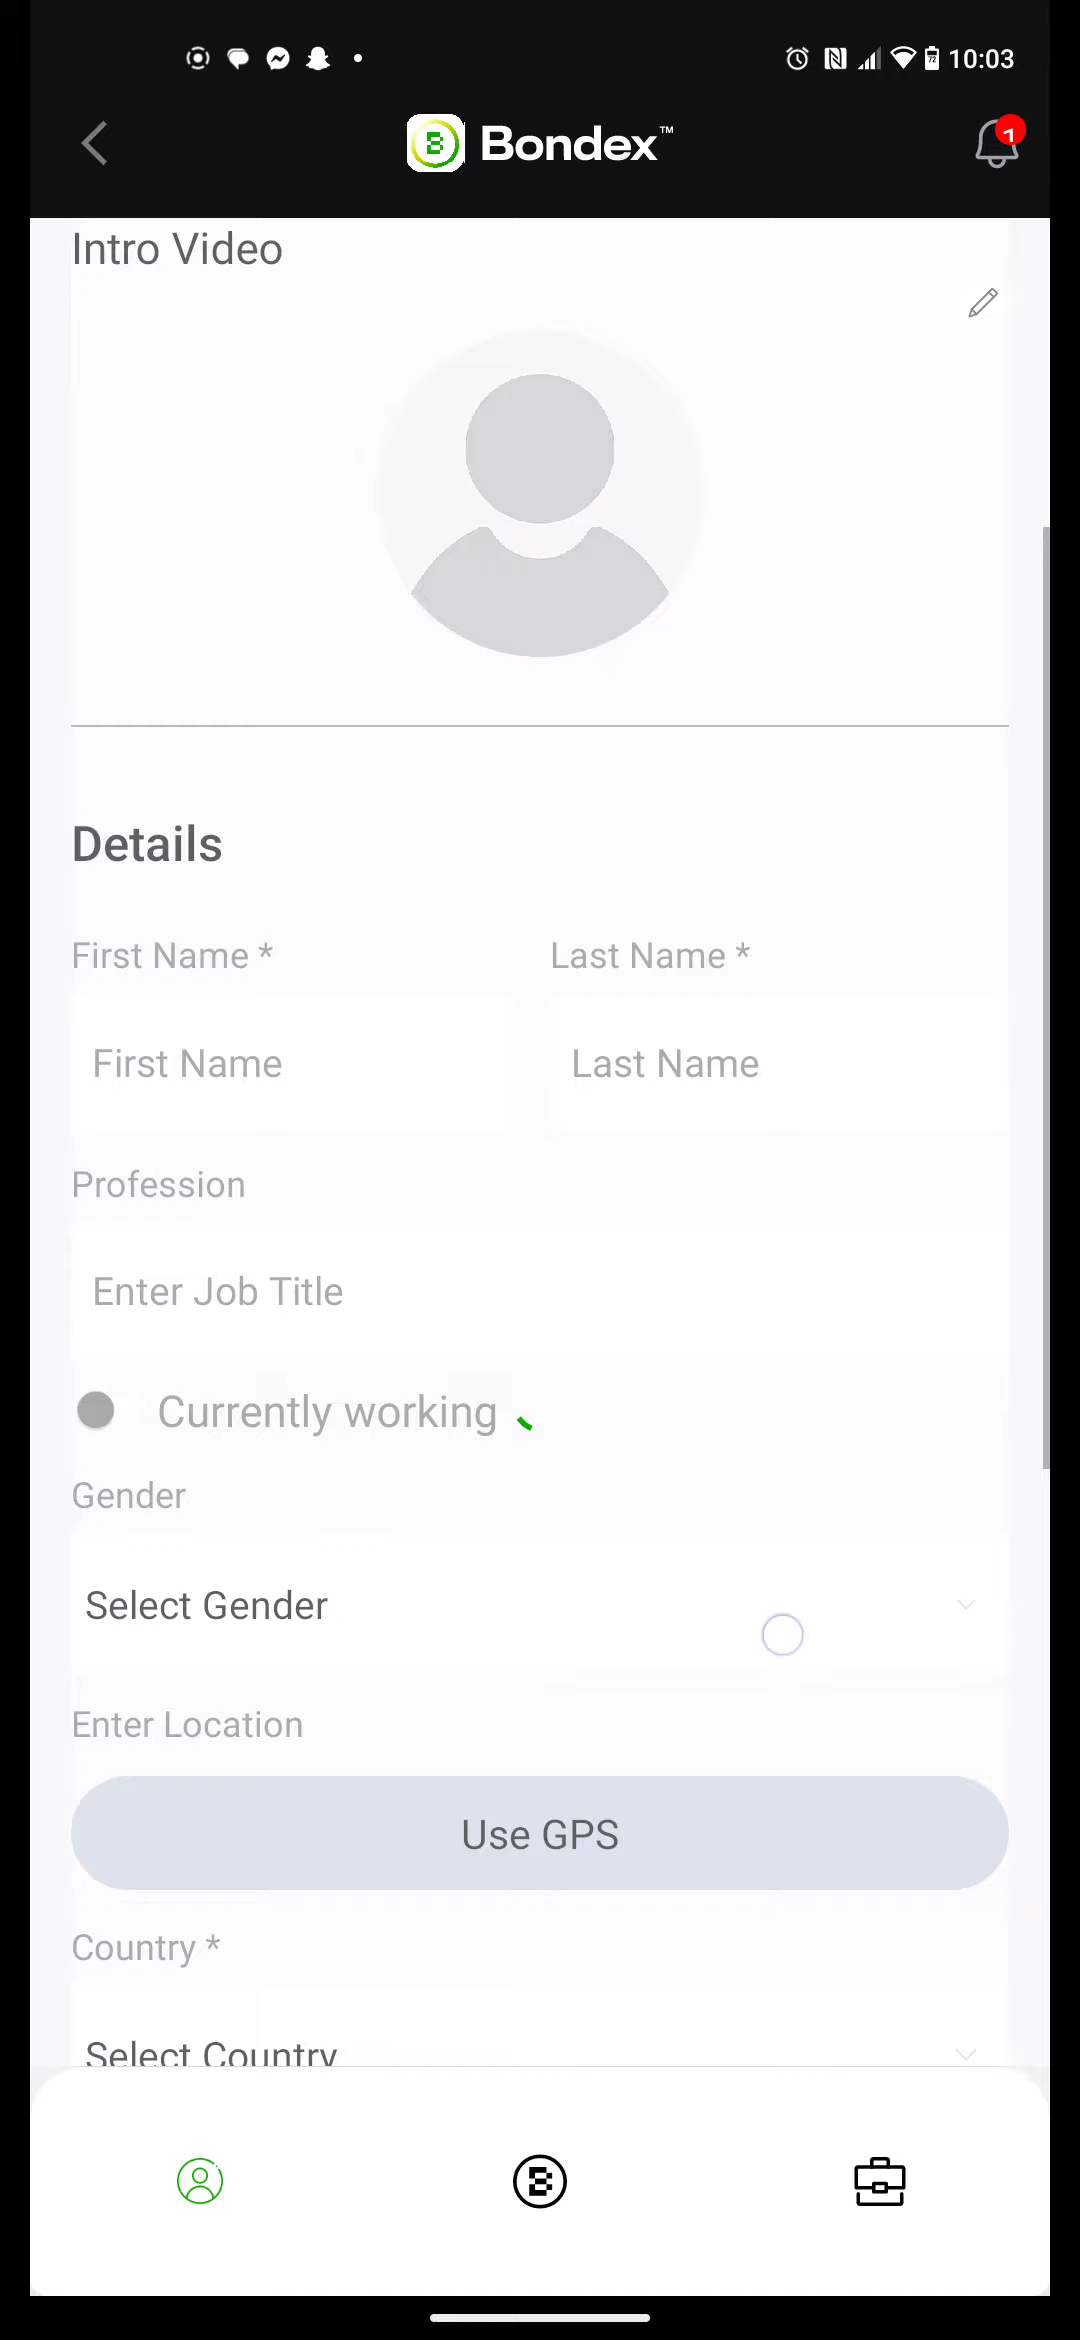 10:03
Bondex™
1
Intro Video
Details
First Name *
Last Name *
First Name
Last Name
Profession
Enter Job Title
Currently working
Gender
Select Gender
Enter Location
Use GPS
Country *
Select Country